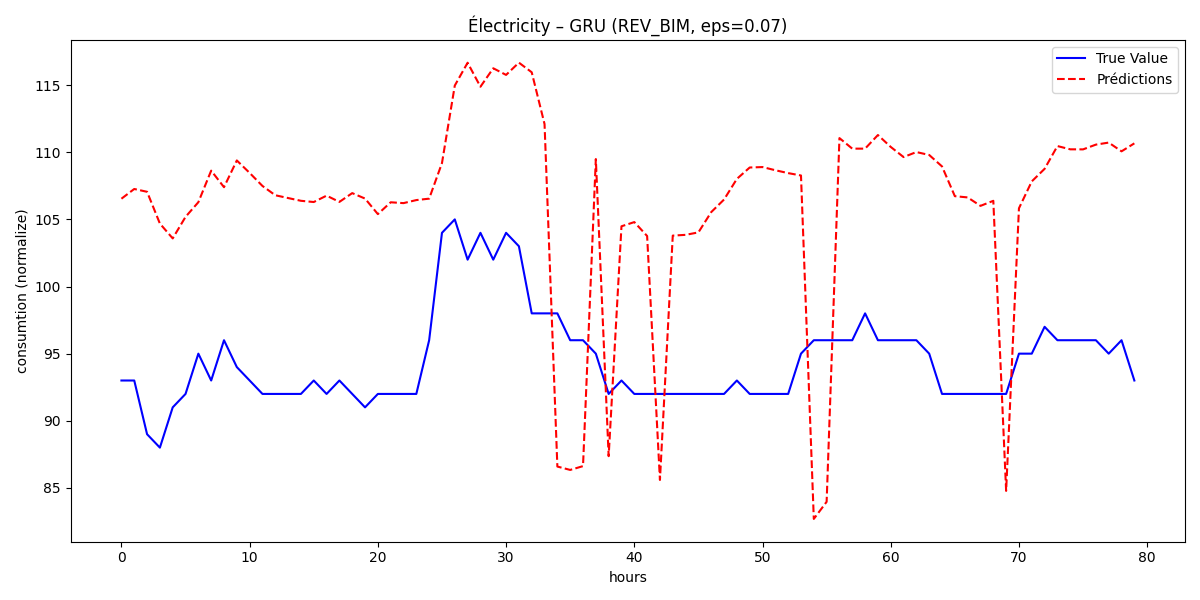 Électricity – GRU (REV_BIM, eps=0.07)
True Value
Prédictions
consumtion (normalize)
115
110
105
100
95
90
85
0 10 20 30 40 50 60 70 80
hours